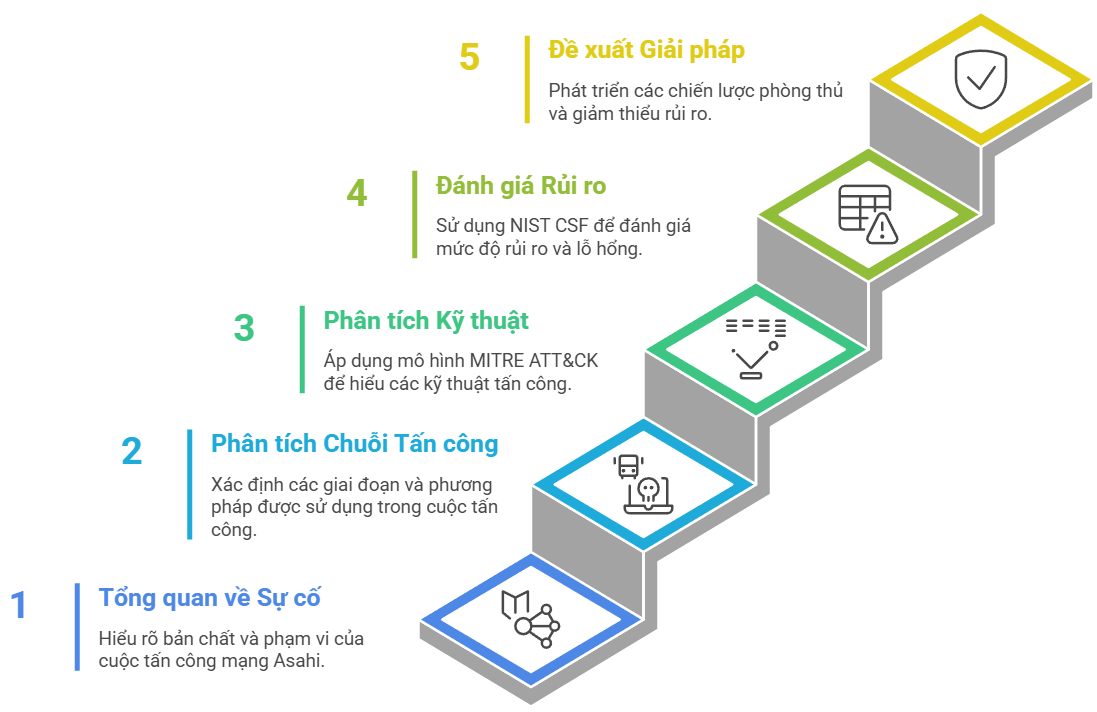 5
Đề xuất Giải pháp
Phát triển các chiến lược phòng thủ
và giảm thiểu rủi ro.
4
Đánh giá Rủi ro
Sử dụng NIST CSF để đánh giá
mức độ rủi ro và lỗ hổng.
3
Phân tích Kỹ thuật
Áp dụng mô hình MITRE ATT&CK
để hiểu các kỹ thuật tấn công.
2
Phân tích Chuỗi Tấn công
Xác định các giai đoạn và phương
pháp được sử dụng trong cuộc tấn
công.
1
Tổng quan về Sự cố
Hiểu rõ bản chất và phạm vi của
cuộc tấn công mạng Asahi.